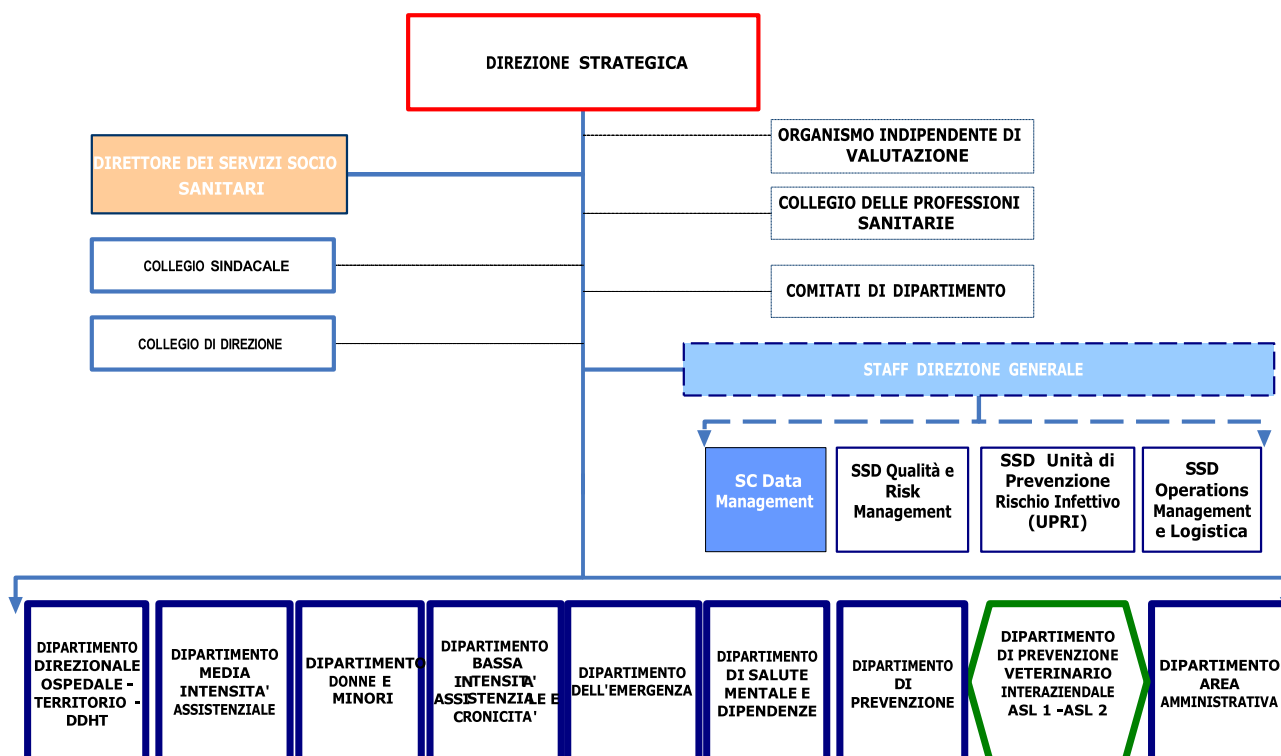 DIREZIONE STRATEGICA
ORGANISMO INDIPENDENTE DI
VALUTAZIONE
DIRETTORE DEI SERVIZI SOCIO
SANITARI
COLLEGIO DELLE PROFESSIONI
SANITARIE
COLLEGIO SINDACALE
COMITATI DI DIPARTIMENTO
COLLEGIO DI DIREZIONE
STAFF DIREZIONE GENERALE
SC Data
Management
SSD Qualità e
Risk
Management
SSD Unità di
Prevenzione
Rischio Infettivo
(UPRI)
SSD
Operations
Management
e Logistica
DIPARTIMENTO
DIREZIONALE
OSPEDALE -
TERRITORIO -
DDHT
DIPARTIMENTO
MEDIA
INTENSITA'
ASSISTENZIALE
DIPARTIMENTO
DONNE E
MINORI
DIPARTIMENTO
BASSA
INTENSITA'
ASSISTENZIALE E
CRONICITA'
DIPARTIMENTO
DELL'EMERGENZA
DIPARTIMENTO
DI SALUTE
MENTALE E
DIPENDENZE
DIPARTIMENTO
DI
PREVENZIONE
DIPARTIMENTO
DI PREVENZIONE
VETERINARIO
INTERAZIENDALE
ASL 1 -ASL 2
DIPARTIMENTO
AREA
AMMINISTRATIVA